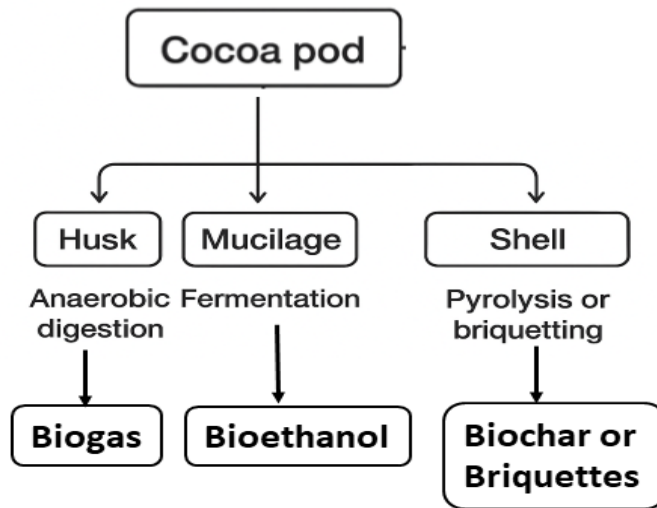 Cocoa pod
Husk
Mucilage
Shell
Anaerobic
digestion
Fermentation
Pyrolysis or
briquetting
Biogas
Bioethanol
Biochar or
Briquettes